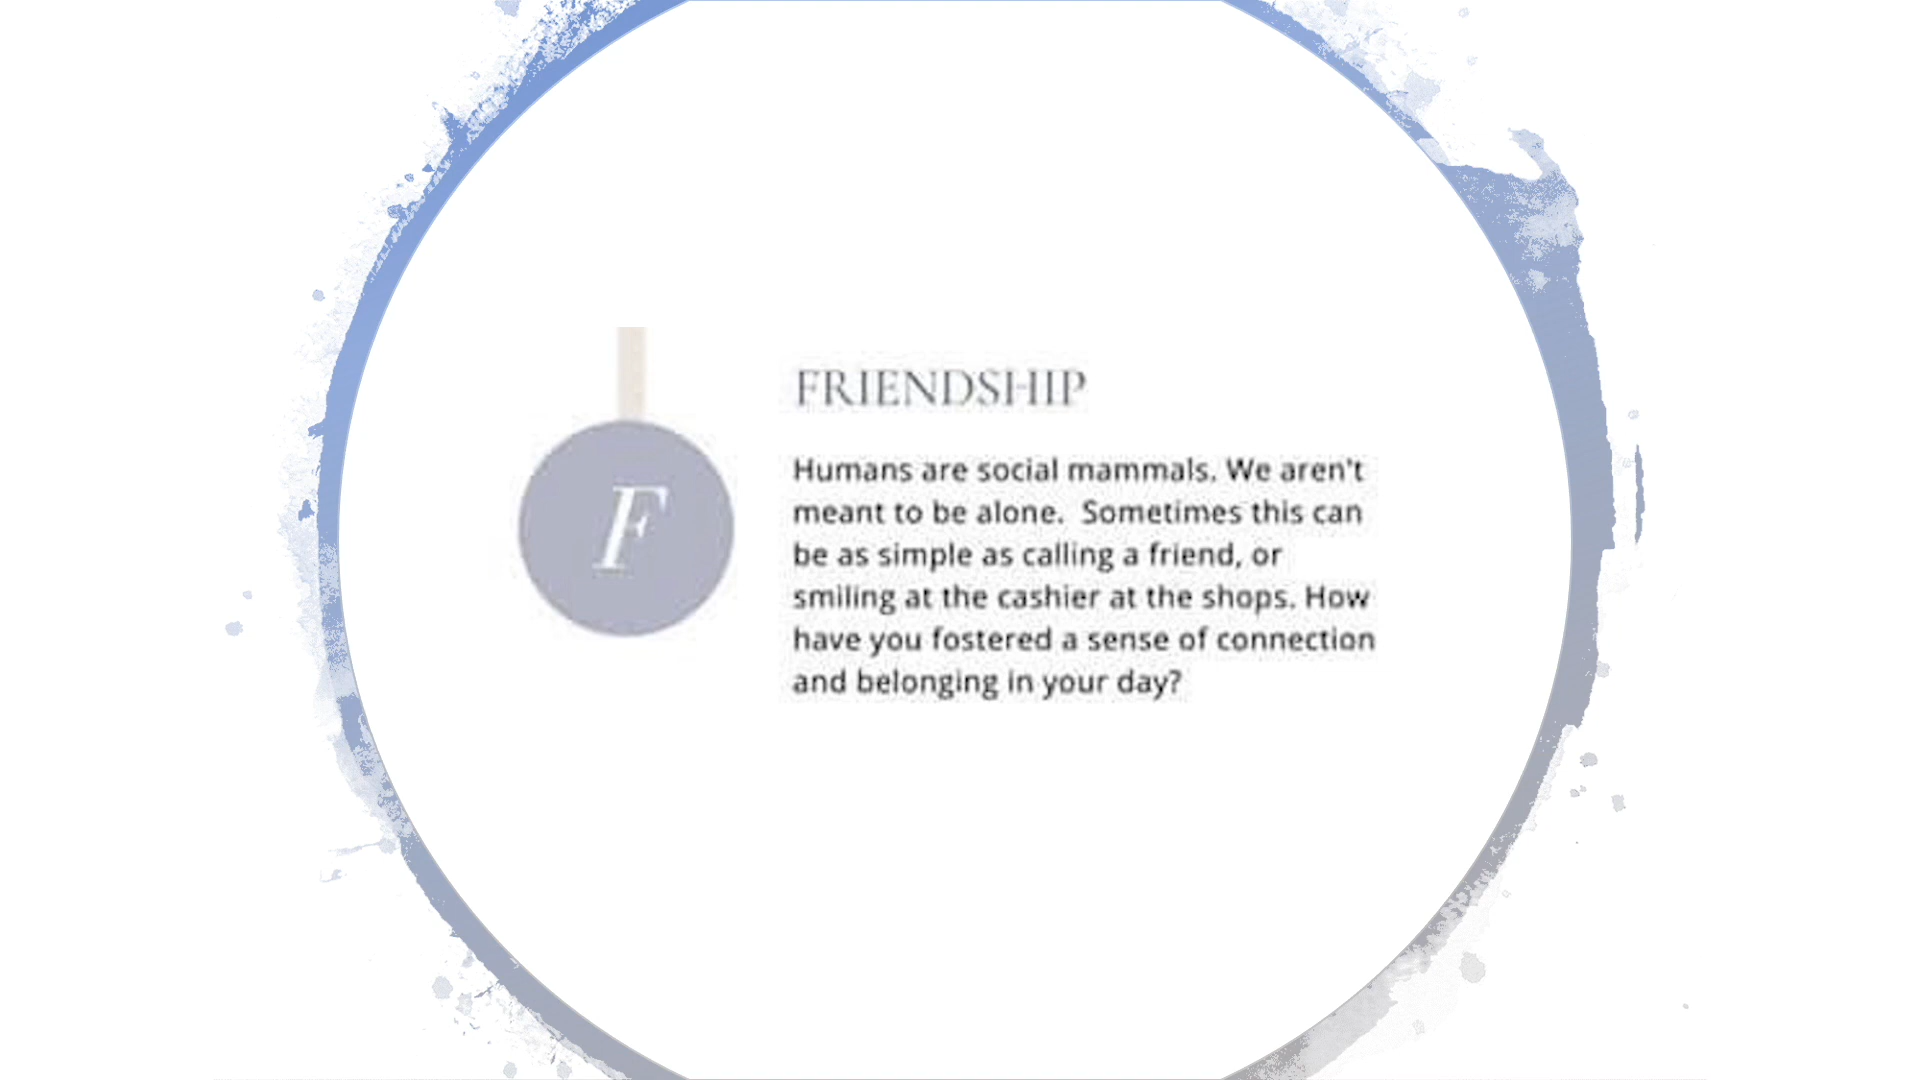 FRIENDSHIP
F
Humans are social mammals. We aren't
meant to be alone.  Sometimes this can
be as simple as calling a friend, or
smiling at the cashier at the shops. How
have you fostered a sense of connection
and belonging in your day?